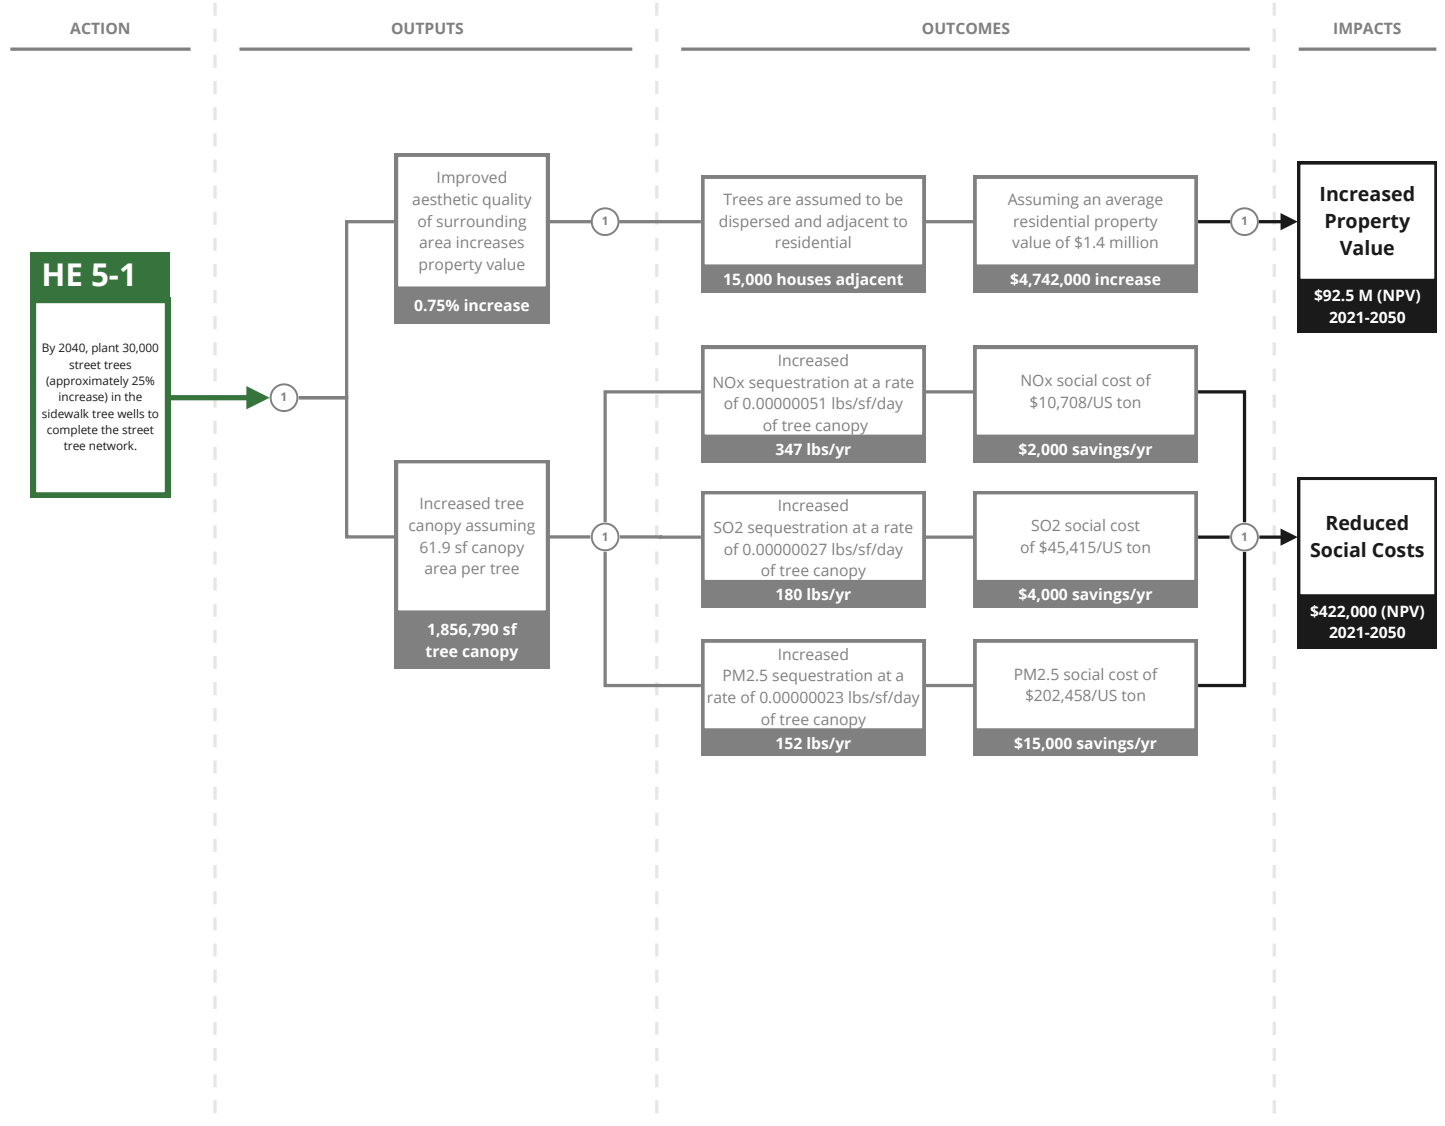 ACTION
OUTPUTS
OUTCOMES
IMPACTS
HE 5-1
By 2040, plant 30,000
street trees
(approximately 25%
increase) in the
sidewalk tree wells to
complete the street
tree network.
1
Improved
aesthetic quality
of surrounding
area increases
property value
0.75% increase
1
Trees are assumed to be
dispersed and adjacent to
residential
15,000 houses adjacent
Assuming an average
residential property
value of $1.4 million
$4,742,000 increase
1
Increased
Property
Value
$92.5 M (NPV)
2021-2050
Increased tree
canopy assuming
61.9 sf canopy
area per tree
1,856,790 sf
tree canopy
1
Increased
NOx sequestration at a rate
of 0.00000051 lbs/sf/day
of tree canopy
347 lbs/yr
NOx social cost of
$10,708/US ton
$2,000 savings/yr
Increased
SO2 sequestration at a rate
of 0.00000027 lbs/sf/day
of tree canopy
180 lbs/yr
SO2 social cost
of $45,415/US ton
$4,000 savings/yr
Increased
PM2.5 sequestration at a
rate of 0.00000023 lbs/sf/day
of tree canopy
152 lbs/yr
PM2.5 social cost of
$202,458/US ton
$15,000 savings/yr
1
Reduced
Social Costs
$422,000 (NPV)
2021-2050